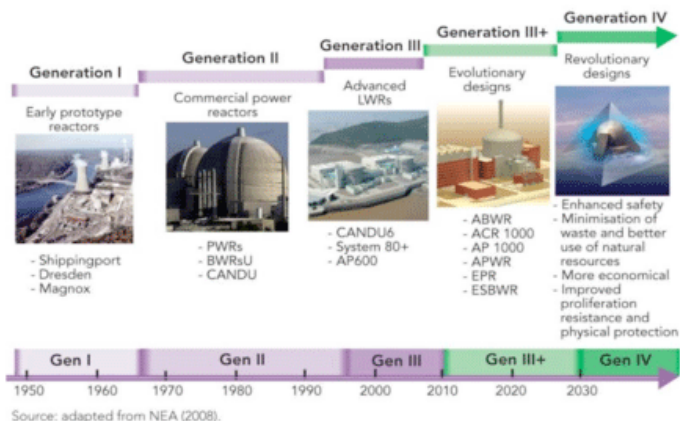 Generation I
Early prototype
reactors
- Shippingport
- Dresden
- Magnox
Generation II
Commercial power
reactors
- PWRs
- BWRsU
- CANDU
Generation III
Advanced
LWRs
- CANDU6
- System 80+
- AP600
Generation III+
Evolutionary
designs
- ABWR
- ACR 1000
- AP 1000
- APWR
- EPR
- ESBWR
Generation IV
Revolutionary
designs
- Enhanced safety
- Minimisation of
waste and better
use of natural
resources
- More economical
- Improved
proliferation
resistance and
physical protection
Gen I
Gen II
Gen III
Gen III+
Gen IV
1950
1960
1970
1980
1990
2000
2010
2020
2030
Source: adapted from NEA (2008).